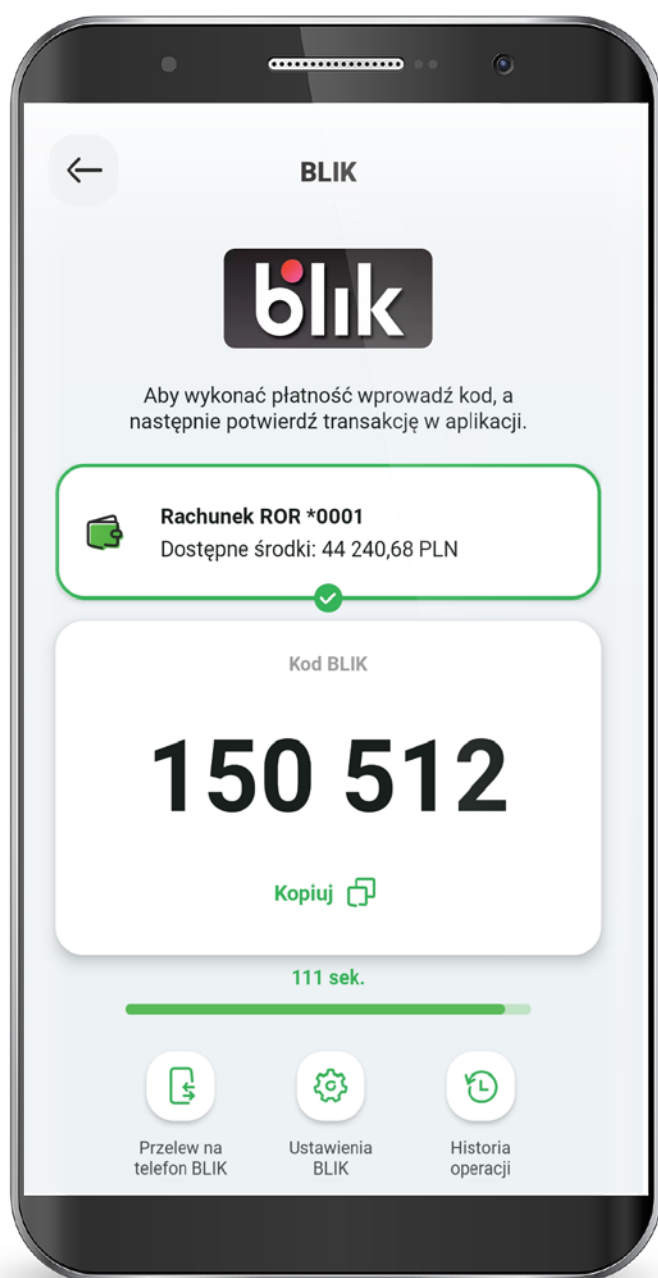 BLIK
blik
Aby wykonać płatność wprowadź kod, a
następnie potwierdź transakcję w aplikacji.
Rachunek ROR *0001
Dostępne środki: 44 240,68 PLN
Kod BLIK
150 512
Kopiuj
111 sek.
Przelew na
telefon BLIK
Ustawienia
BLIK
Historia
operacji